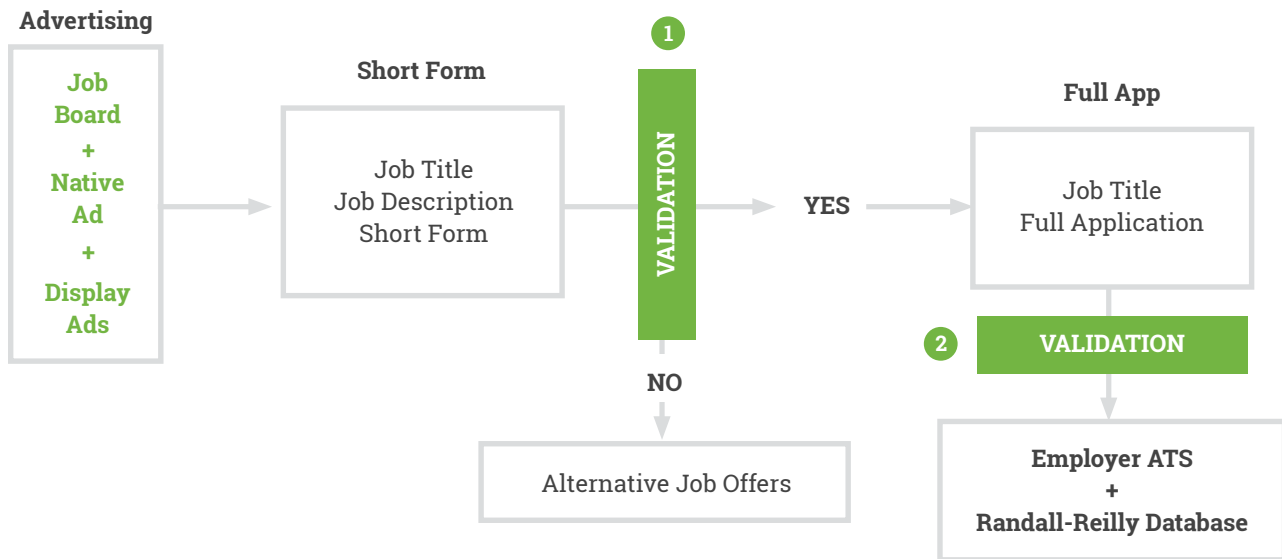 Advertising
Job
Board
+
Native
Ad
+
Display
Ads
Short Form
Job Title
Job Description
Short Form
1
VALIDATION
YES
NO
Alternative Job Offers
Full App
Job Title
Full Application
2
VALIDATION
Employer ATS
+
Randall-Reilly Database